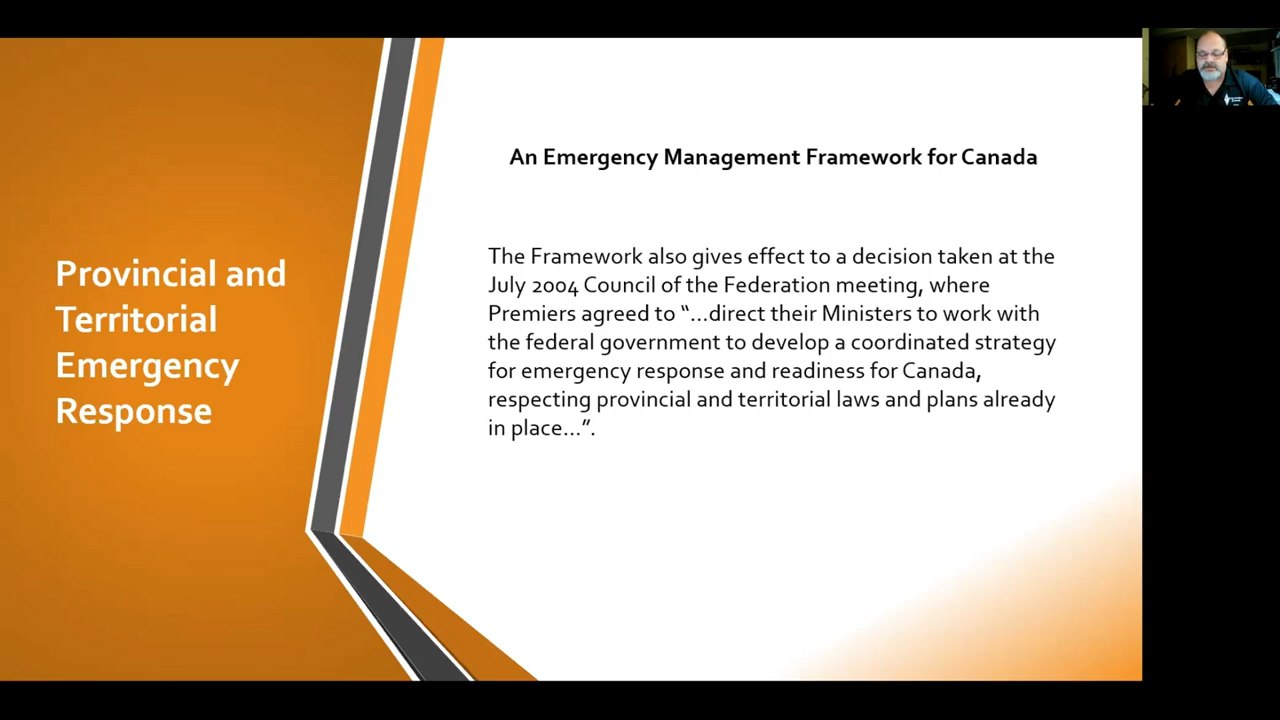 Provincial and
Territorial
Emergency
Response
An Emergency Management Framework for Canada
The Framework also gives effect to a decision taken at the
July 2004 Council of the Federation meeting, where
Premiers agreed to “...direct their Ministers to work with
the federal government to develop a coordinated strategy
for emergency response and readiness for Canada,
respecting provincial and territorial laws and plans already
in place...”.